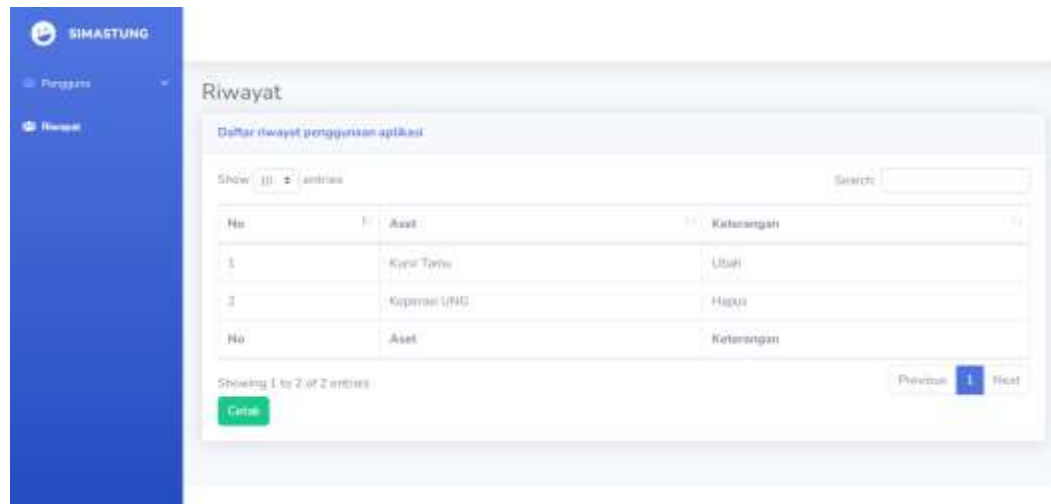 SIMASTUNG
Pengguna
Riwayat
Riwayat
Daftar riwayat penggunaan aplikasi
Show 10 entries
Search:
No Aset Keterangan
1 Kursi Tamu Ubah
2 Koperasi UNG Hapus
No Aset Keterangan
Showing 1 to 2 of 2 entries
Previous 1 Next
Cetak